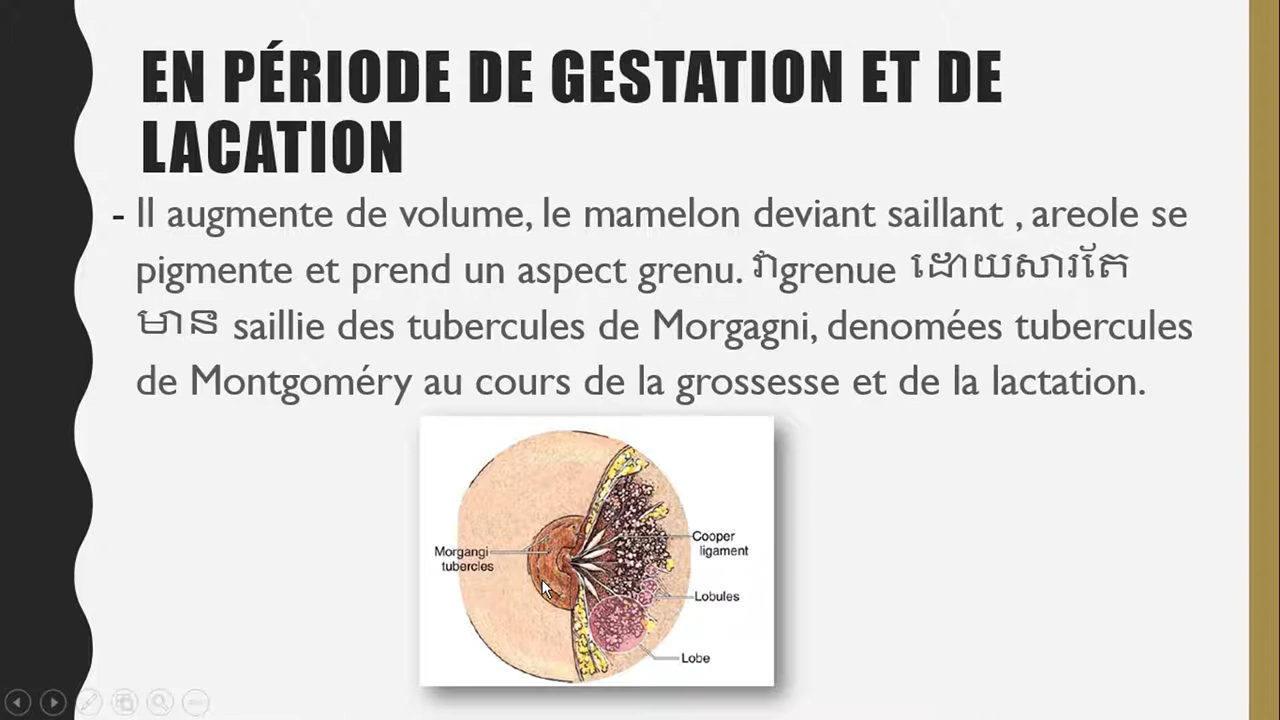 EN PÉRIODE DE GESTATION ET DE
LACATION
- Il augmente de volume, le mamelon deviant saillant , areole se
pigmente et prend un aspect grenu. វាgrenue ដោយសារតែ
មាន saillie des tubercules de Morgagni, denomées tubercules
de Montgoméry au cours de la grossesse et de la lactation.
Morgangi
tubercles
Cooper
ligament
Lobules
Lobe